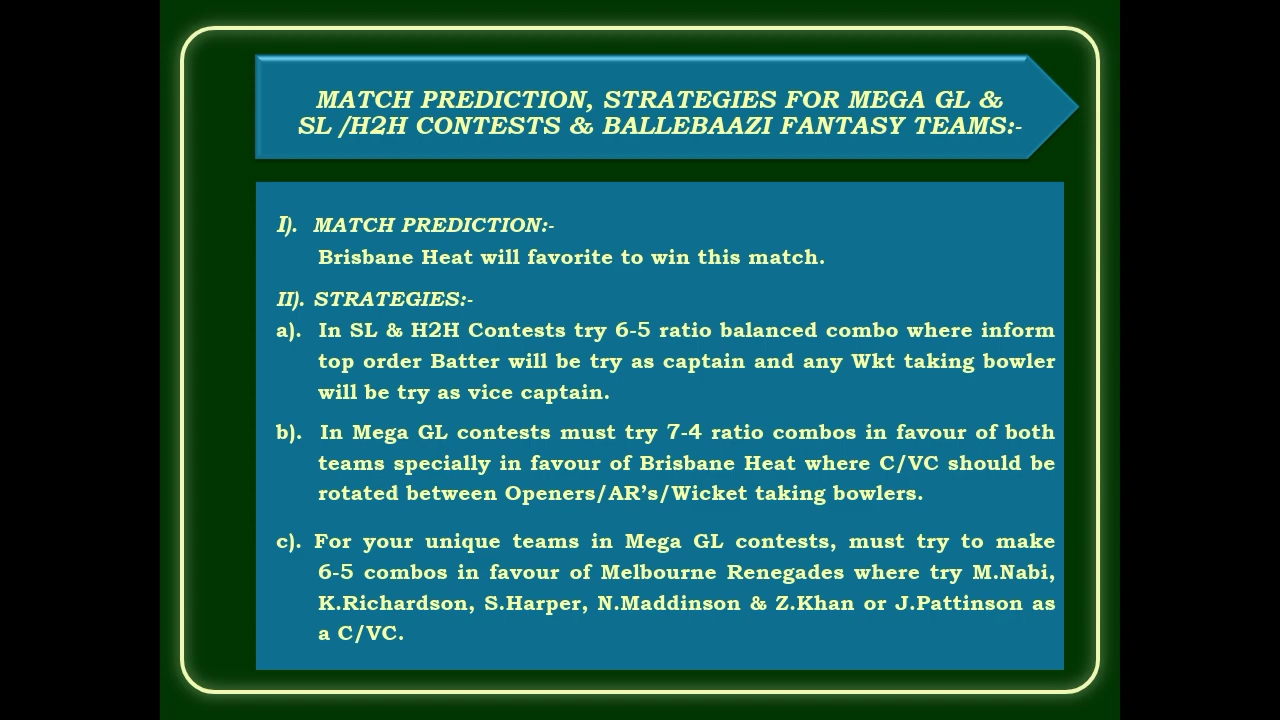 MATCH PREDICTION, STRATEGIES FOR MEGA GL &
SL /H2H CONTESTS & BALLEBAAZI FANTASY TEAMS:-
I). MATCH PREDICTION:-
Brisbane Heat will favorite to win this match.
II). STRATEGIES:-
a). In SL & H2H Contests try 6-5 ratio balanced combo where inform
top order Batter will be try as captain and any Wkt taking bowler
will be try as vice captain.
b). In Mega GL contests must try 7-4 ratio combos in favour of both
teams specially in favour of Brisbane Heat where C/VC should be
rotated between Openers/AR’s/Wicket taking bowlers.
c). For your unique teams in Mega GL contests, must try to make
6-5 combos in favour of Melbourne Renegades where try M.Nabi,
K.Richardson, S.Harper, N.Maddinson & Z.Khan or J.Pattinson as
a C/VC.